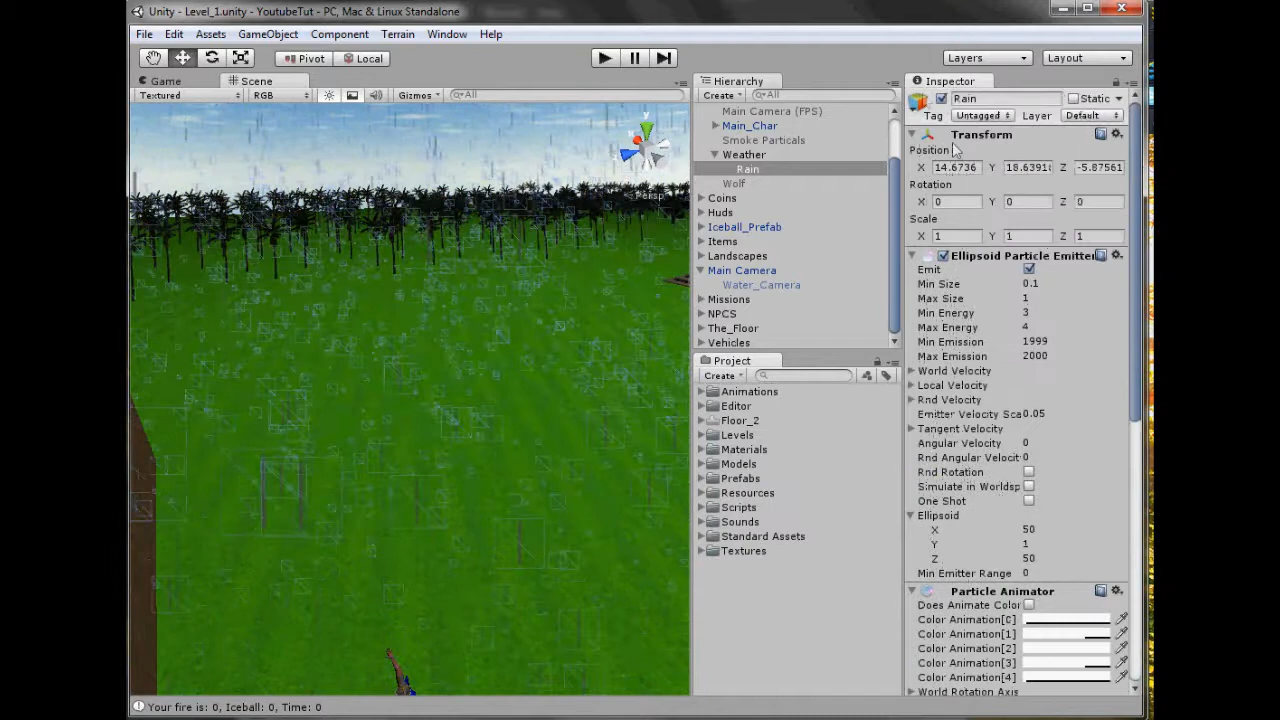 Unity - Level_1.unity - YoutubeTut - PC, Mac & Linux Standalone
File Edit Assets GameObject Component Terrain Window Help
Pivot Local Layers Layout
Game Scene
Textured RGB Gizmos All
Persp
y
x
z
Hierarchy
Create All
Main Camera (FPS)
Main_Char
Smoke Particals
Weather
Rain
Wolf
Coins
Huds
Iceball_Prefab
Items
Landscapes
Main Camera
Water_Camera
Missions
NPCS
The_Floor
Vehicles
Project
Create
Animations
Editor
Floor_2
Levels
Materials
Models
Prefabs
Resources
Scripts
Sounds
Standard Assets
Textures
Inspector
Rain Static
Tag Untagged Layer Default
Transform
Position
X 14.6736 Y 18.6391 Z -5.87561
Rotation
X 0 Y 0 Z 0
Scale
X 1 Y 1 Z 1
Ellipsoid Particle Emitter
Emit
Min Size 0.1
Max Size 1
Min Energy 3
Max Energy 4
Min Emission 1999
Max Emission 2000
World Velocity
Local Velocity
Rnd Velocity
Emitter Velocity Sca 0.05
Tangent Velocity
Angular Velocity 0
Rnd Angular Velocit 0
Rnd Rotation
Simulate in Worldsp
One Shot
Ellipsoid
X 50
Y 1
Z 50
Min Emitter Range 0
Particle Animator
Does Animate Color
Color Animation[0]
Color Animation[1]
Color Animation[2]
Color Animation[3]
Color Animation[4]
World Rotation Axis
Your fire is: 0, Iceball: 0, Time: 0